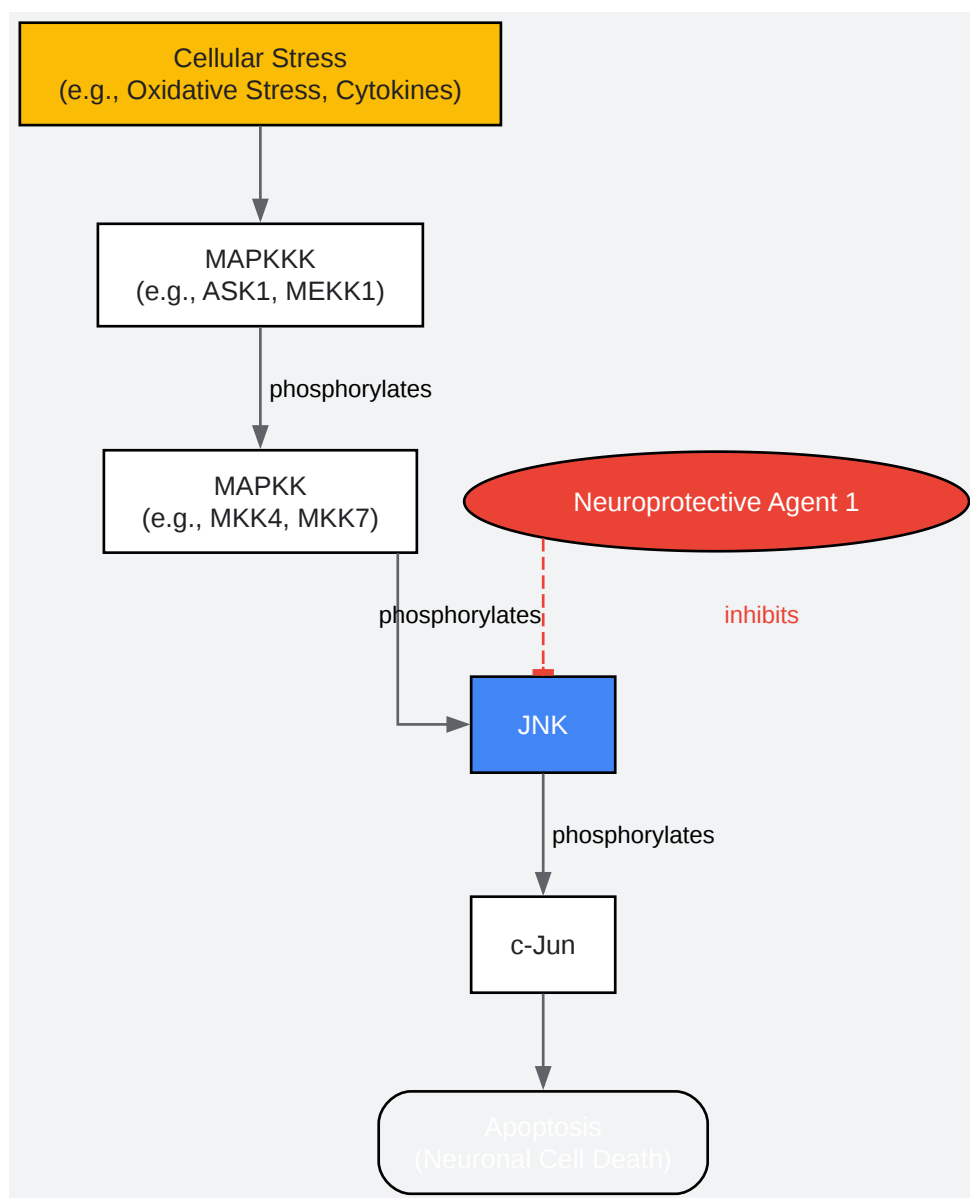 Cellular Stress
(e.g., Oxidative Stress, Cytokines)
MAPKKK
(e.g., ASK1, MEKK1)
phosphorylates
MAPKK
(e.g., MKK4, MKK7)
Neuroprotective Agent 1
phosphorylates
inhibits
JNK
phosphorylates
c-Jun
Apoptosis
(Neuronal Cell Death)